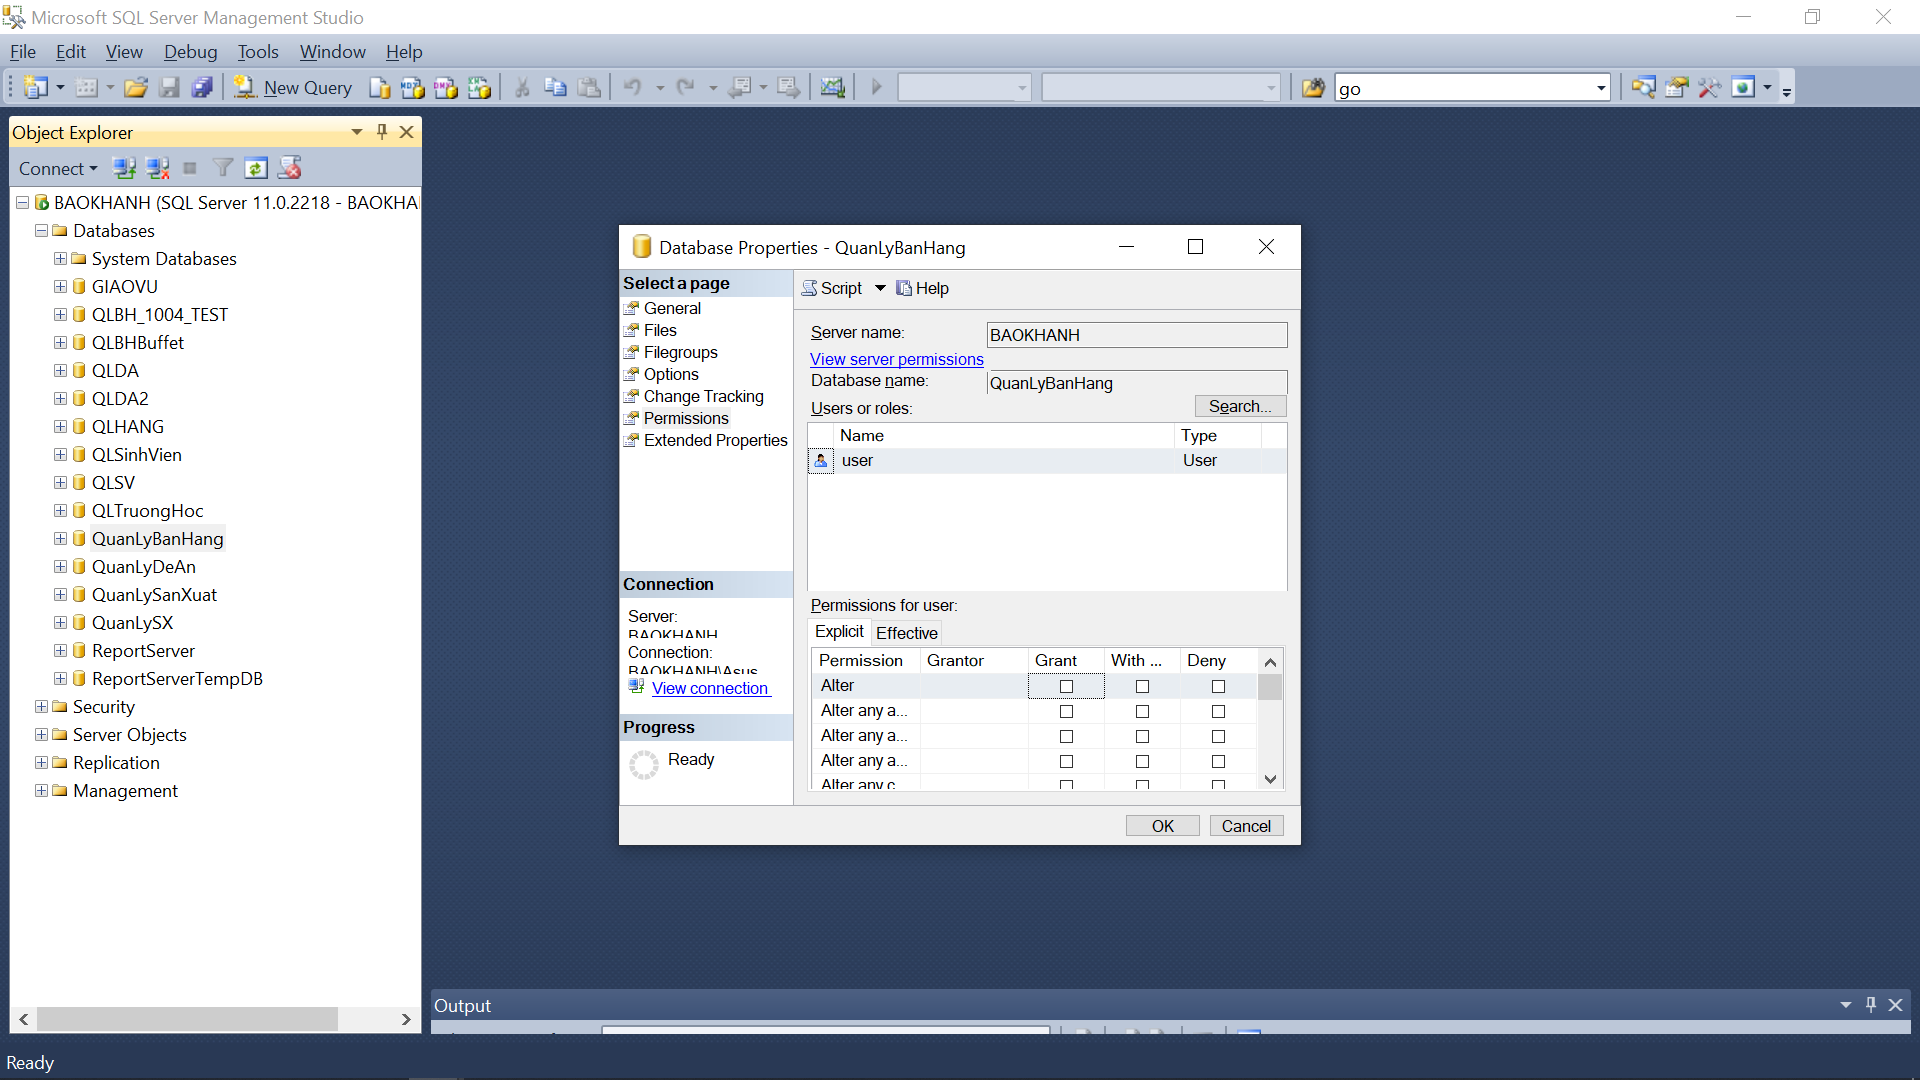 Microsoft SQL Server Management Studio
File Edit View Debug Tools Window Help
New Query
go
Object Explorer
Connect
BAOKHANH (SQL Server 11.0.2218 - BAOKHA
Databases
System Databases
GIAOVU
QLBH_1004_TEST
QLBHBuffet
QLDA
QLDA2
QLHANG
QLSinhVien
QLSV
QLTruongHoc
QuanLyBanHang
QuanLyDeAn
QuanLySanXuat
QuanLySX
ReportServer
ReportServerTempDB
Security
Server Objects
Replication
Management
Database Properties - QuanLyBanHang
Select a page
General
Files
Filegroups
Options
Change Tracking
Permissions
Extended Properties
Connection
Server:
BAOKHANH
Connection:
BAOKHANH\Asus
View connection
Progress
Ready
Script Help
Server name: BAOKHANH
View server permissions
Database name: QuanLyBanHang
Users or roles: Search...
Name Type
user User
Permissions for user:
Explicit Effective
Permission Grantor Grant With ... Deny
Alter
Alter any a...
Alter any a...
Alter any a...
Alter any c
OK Cancel
Output
Ready